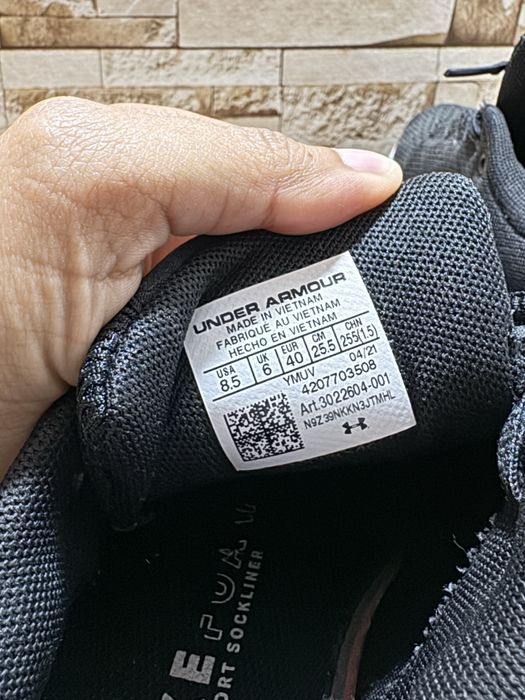 UNDER ARMOUR
MADE IN VIETNAM
FABRIQUÉ AU VIETNAM
HECHO EN VIETNAM
USA UK EUR CM CHN
8.5 6 40 25.5 255(1.5)
YMUV 04/21
4207703508
Art.3022604-001
N9Z39NKKN3JTMHL
SOCKLINER